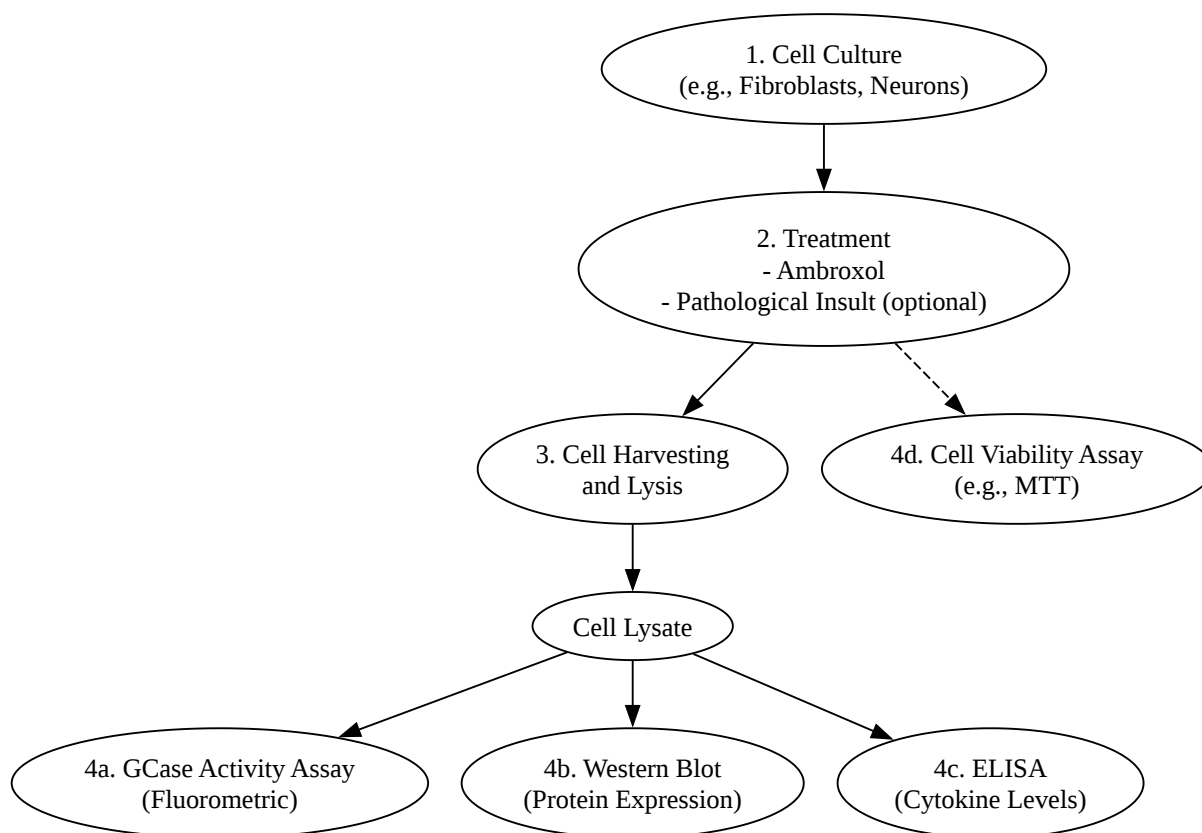 1. Cell Culture
(e.g., Fibroblasts, Neurons)
2. Treatment
- Ambroxol
- Pathological Insult (optional)
3. Cell Harvesting
and Lysis
4d. Cell Viability Assay
(e.g., MTT)
Cell Lysate
4a. GCase Activity Assay
(Fluorometric)
4b. Western Blot
(Protein Expression)
4c. ELISA
(Cytokine Levels)